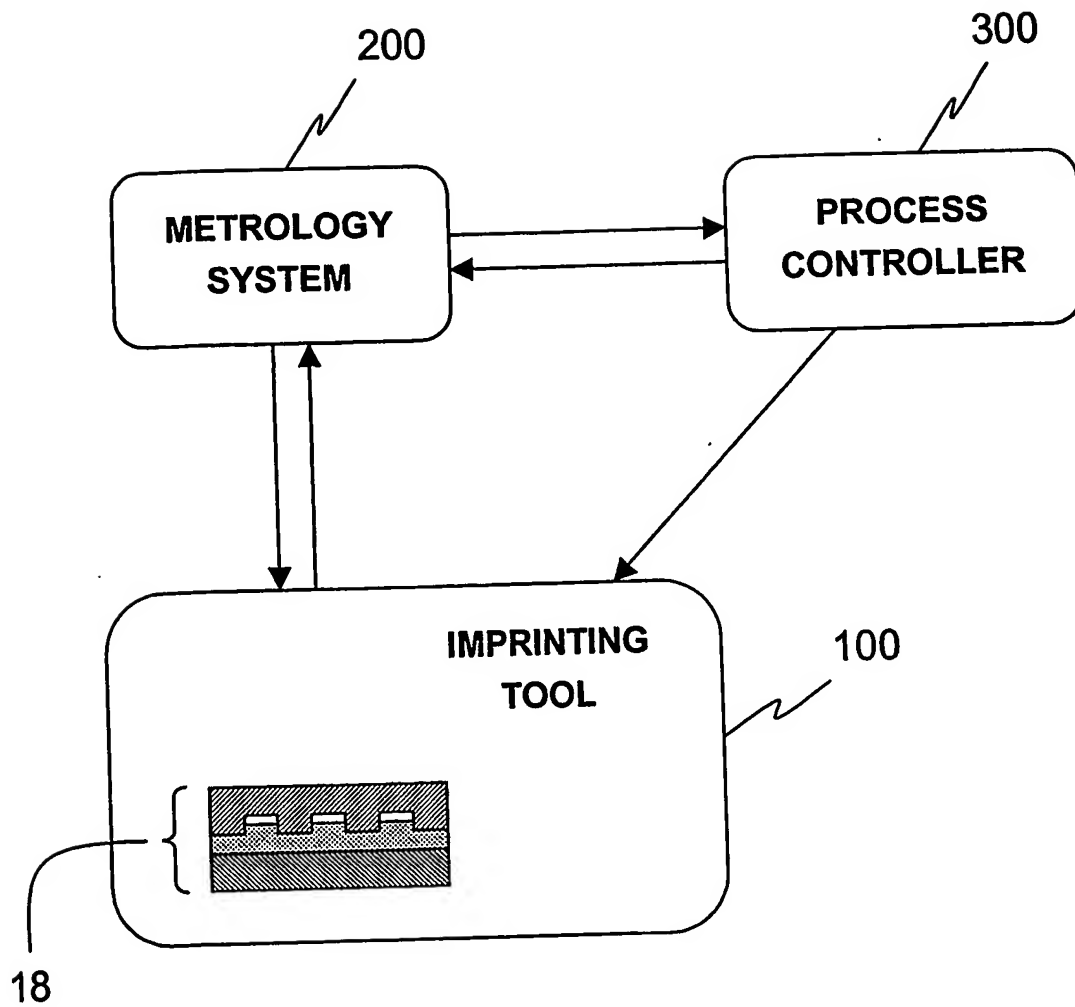 200
300
METROLOGY
SYSTEM
PROCESS
CONTROLLER
IMPRINTING
TOOL
100
18